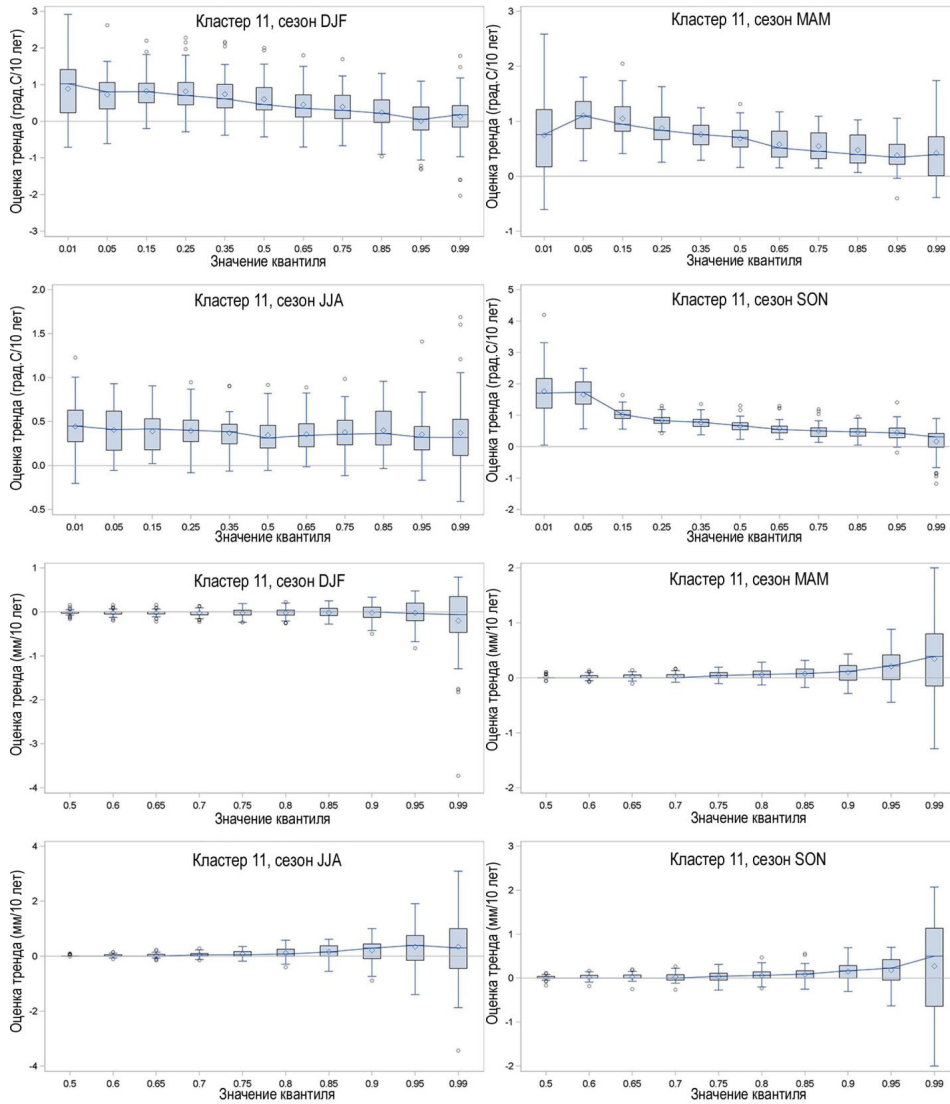 Кластер 11, сезон DJF
Оценка тренда (град.С/10 лет)
3
2
1
0
-1
-2
-3
0.01 0.05 0.15 0.25 0.35 0.5 0.65 0.75 0.85 0.95 0.99
Значение квантиля
Кластер 11, сезон MAM
Оценка тренда (град.С/10 лет)
3
2
1
0
-1
0.01 0.05 0.15 0.25 0.35 0.5 0.65 0.75 0.85 0.95 0.99
Значение квантиля
Кластер 11, сезон JJA
Оценка тренда (град.С/10 лет)
2.0
1.5
1.0
0.5
0.0
-0.5
0.01 0.05 0.15 0.25 0.35 0.5 0.65 0.75 0.85 0.95 0.99
Значение квантиля
Кластер 11, сезон SON
Оценка тренда (град.С/10 лет)
5
4
3
2
1
0
-1
-2
0.01 0.05 0.15 0.25 0.35 0.5 0.65 0.75 0.85 0.95 0.99
Значение квантиля
Кластер 11, сезон DJF
Оценка тренда (мм/10 лет)
1
0
-1
-2
-3
-4
0.5 0.6 0.65 0.7 0.75 0.8 0.85 0.9 0.95 0.99
Значение квантиля
Кластер 11, сезон MAM
Оценка тренда (мм/10 лет)
2
1
0
-1
-2
0.5 0.6 0.65 0.7 0.75 0.8 0.85 0.9 0.95 0.99
Значение квантиля
Кластер 11, сезон JJA
Оценка тренда (мм/10 лет)
4
2
0
-2
-4
0.5 0.6 0.65 0.7 0.75 0.8 0.85 0.9 0.95 0.99
Значение квантиля
Кластер 11, сезон SON
Оценка тренда (мм/10 лет)
3
2
1
0
-1
-2
0.5 0.6 0.65 0.7 0.75 0.8 0.85 0.9 0.95 0.99
Значение квантиля